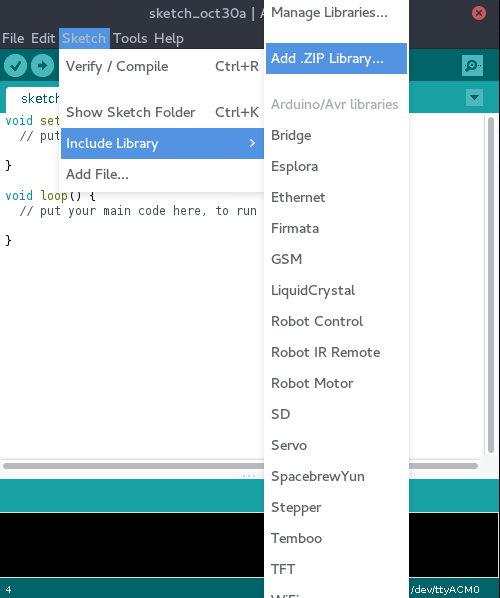 sketch_oct30a | A
File Edit Sketch Tools Help
Verify / Compile Ctrl+R
Show Sketch Folder Ctrl+K
Include Library
Add File...
Manage Libraries...
Add .ZIP Library...
Arduino/Avr libraries
Bridge
Esplora
Ethernet
Firmata
GSM
LiquidCrystal
Robot Control
Robot IR Remote
Robot Motor
SD
Servo
SpacebrewYun
Stepper
Temboo
TFT
WiFi
sketch
void set
// put
}
void loop() {
// put your main code here, to run
}
4
/dev/ttyACM0